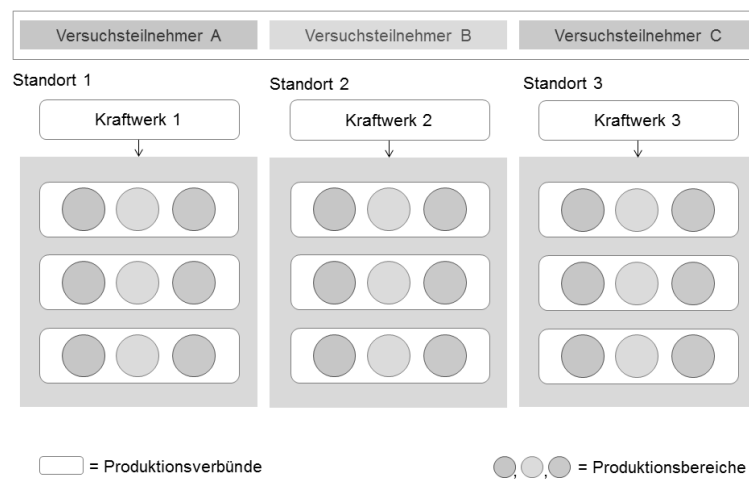 Versuchsteilnehmer A
Versuchsteilnehmer B
Versuchsteilnehmer C
Standort 1
Standort 2
Standort 3
Kraftwerk 1
Kraftwerk 2
Kraftwerk 3
= Produktionsverbünde
, , = Produktionsbereiche